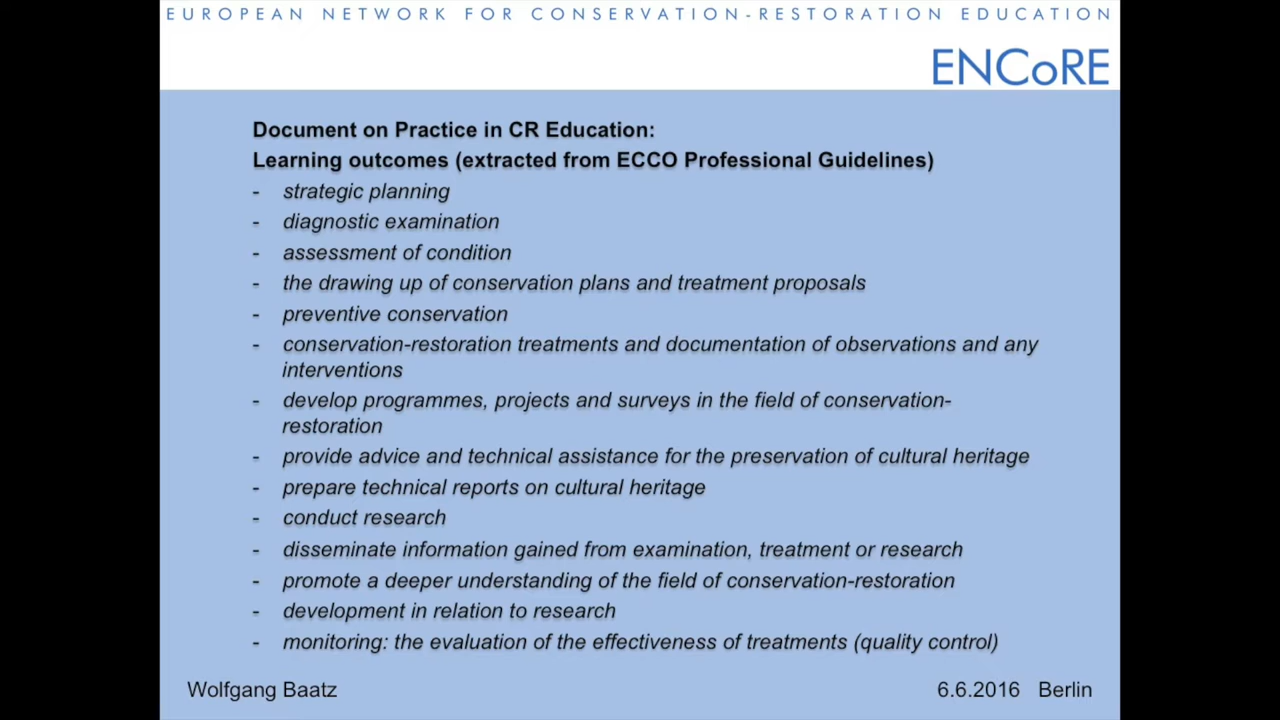 EUROPEAN NETWORK FOR CONSERVATION-RESTORATION EDUCATION
ENCoRE
Document on Practice in CR Education:
Learning outcomes (extracted from ECCO Professional Guidelines)
- strategic planning
- diagnostic examination
- assessment of condition
- the drawing up of conservation plans and treatment proposals
- preventive conservation
- conservation-restoration treatments and documentation of observations and any
interventions
- develop programmes, projects and surveys in the field of conservation-
restoration
- provide advice and technical assistance for the preservation of cultural heritage
- prepare technical reports on cultural heritage
- conduct research
- disseminate information gained from examination, treatment or research
- promote a deeper understanding of the field of conservation-restoration
- development in relation to research
- monitoring: the evaluation of the effectiveness of treatments (quality control)
Wolfgang Baatz 6.6.2016 Berlin